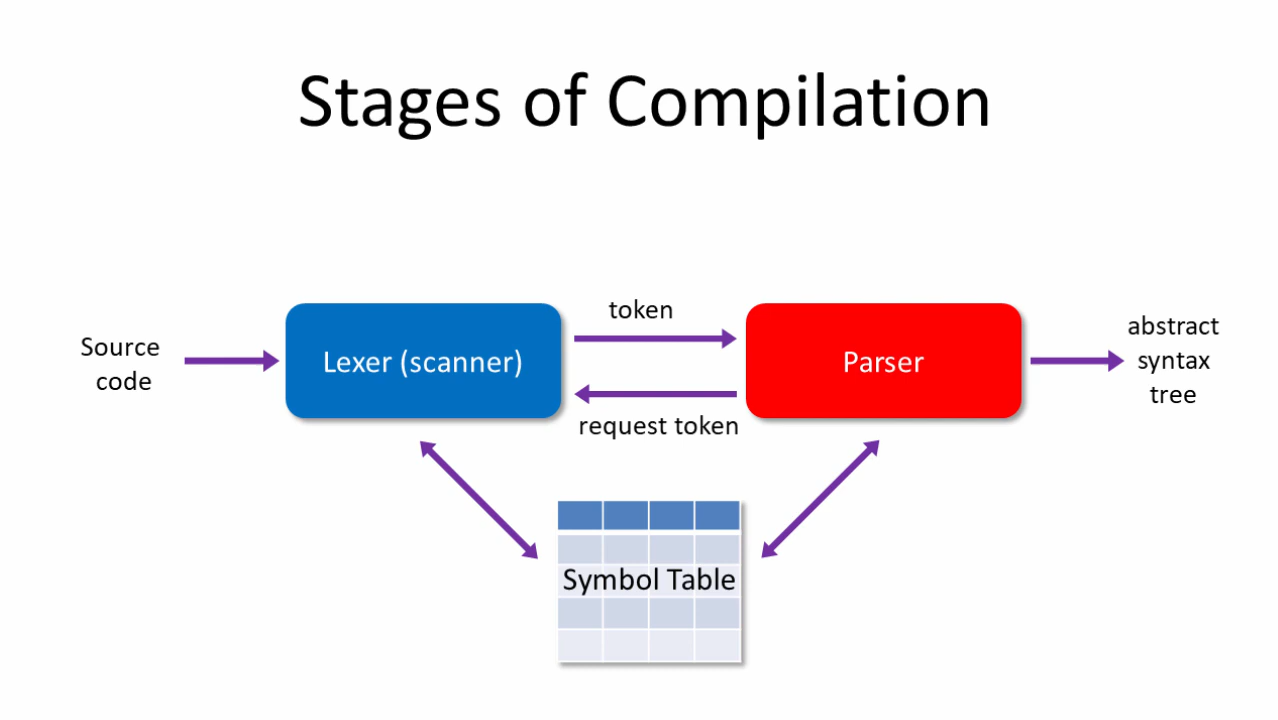 Stages of Compilation
Source
code
Lexer (scanner)
token
request token
Parser
abstract
syntax
tree
Symbol Table